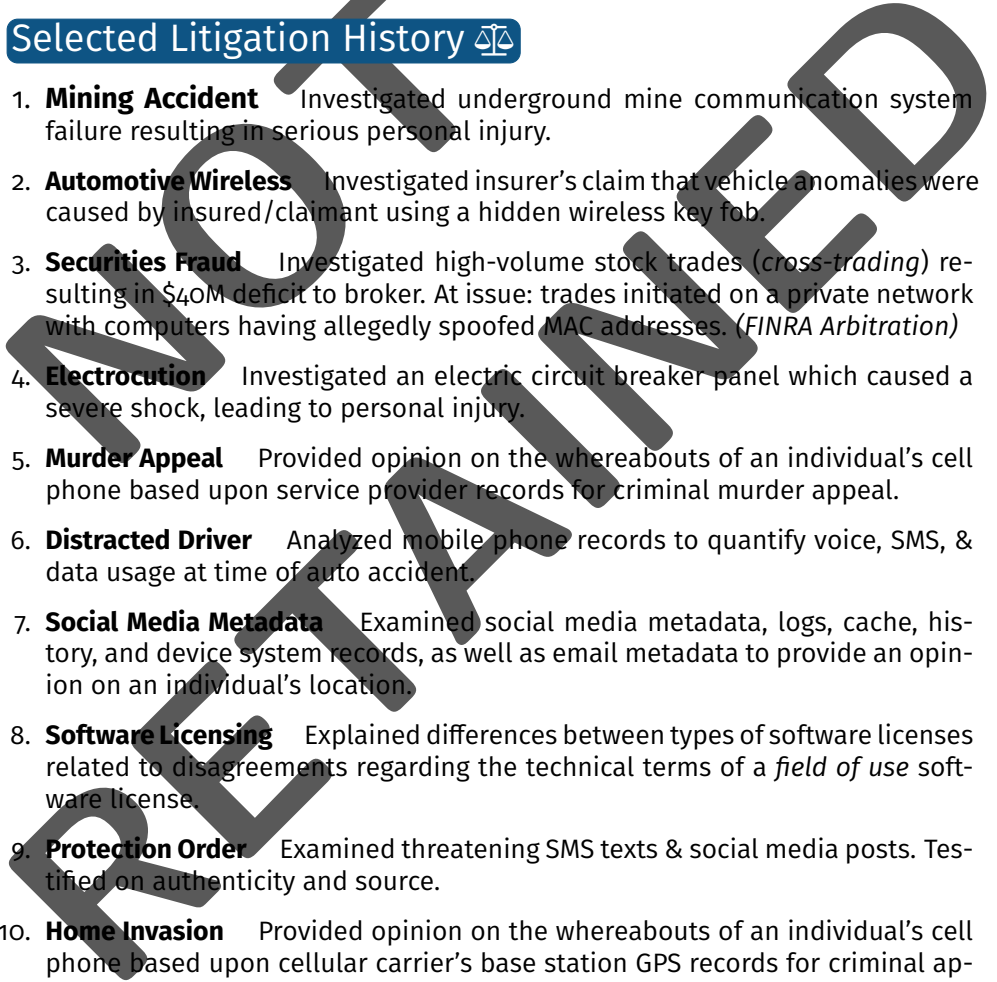 Selected Litigation History
1. Mining Accident Investigated underground mine communication system
failure resulting in serious personal injury.
2. Automotive Wireless Investigated insurer's claim that vehicle anomalies were
caused by insured/claimant using a hidden wireless key fob.
3. Securities Fraud Investigated high-volume stock trades (cross-trading) re-
sulting in $40M deficit to broker. At issue: trades initiated on a private network
with computers having allegedly spoofed MAC addresses. (FINRA Arbitration)
4. Electrocution Investigated an electric circuit breaker panel which caused a
severe shock, leading to personal injury.
5. Murder Appeal Provided opinion on the whereabouts of an individual's cell
phone based upon service provider records for criminal murder appeal.
6. Distracted Driver Analyzed mobile phone records to quantify voice, SMS, &
data usage at time of auto accident.
7. Social Media Metadata Examined social media metadata, logs, cache, his-
tory, and device system records, as well as email metadata to provide an opin-
ion on an individual's location.
8. Software Licensing Explained differences between types of software licenses
related to disagreements regarding the technical terms of a field of use soft-
ware license.
9. Protection Order Examined threatening SMS texts & social media posts. Tes-
tified on authenticity and source.
10. Home Invasion Provided opinion on the whereabouts of an individual's cell
phone based upon cellular carrier's base station GPS records for criminal ap-
NOT
RETAINED